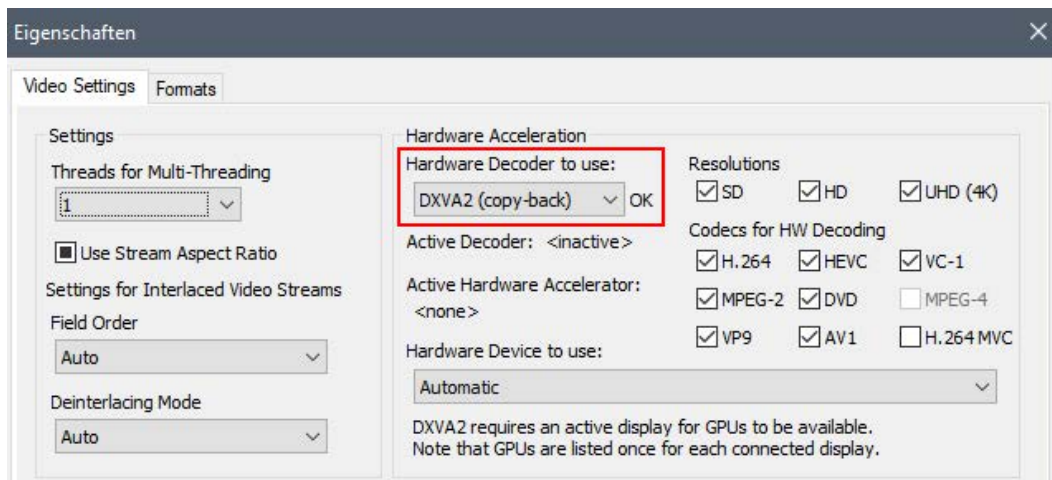 Eigenschaften
Video Settings
Formats
Settings
Threads for Multi-Threading
1
Use Stream Aspect Ratio
Settings for Interlaced Video Streams
Field Order
Auto
Deinterlacing Mode
Auto
Hardware Acceleration
Hardware Decoder to use:
DXVA2 (copy-back) OK
Active Decoder: <inactive>
Active Hardware Accelerator:
<none>
Hardware Device to use:
Automatic
DXVA2 requires an active display for GPUs to be available.
Note that GPUs are listed once for each connected display.
Resolutions
SD HD UHD (4K)
Codecs for HW Decoding
H.264 HEVC VC-1
MPEG-2 DVD MPEG-4
VP9 AV1 H.264 MVC